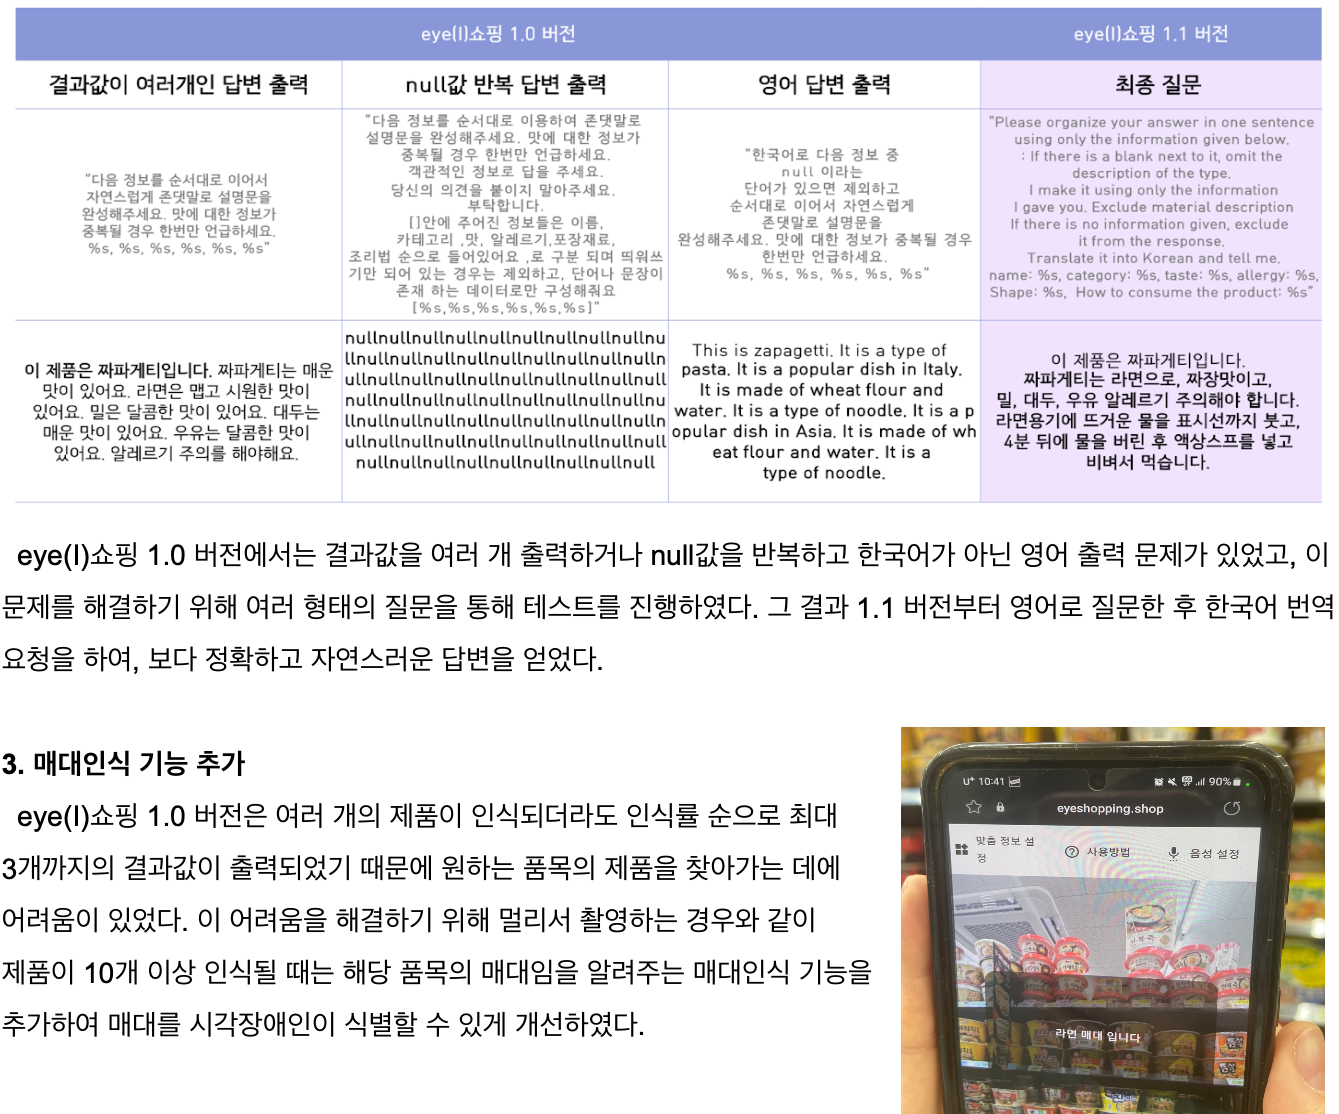 eye(I)쇼핑 1.0 버전
eye(I)쇼핑 1.1 버전
결과값이 여러개인 답변 출력
null값 반복 답변 출력
영어 답변 출력
최종 질문
"다음 정보를 순서대로 이어서
자연스럽게 존댓말로 설명문을
완성해주세요. 맛에 대한 정보가
중복될 경우 한번만 언급하세요.
%s, %s, %s, %s, %s, %s"
"다음 정보를 순서대로 이용하여 존댓말로
설명문을 완성해주세요. 맛에 대한 정보가
중복될 경우 한번만 언급하세요.
객관적인 정보로 답을 주세요.
당신의 의견을 붙이지 말아주세요.
부탁합니다.
[]안에 주어진 정보들은 이름,
카테고리 ,맛, 알레르기,포장재료,
조리법 순으로 들어있어요 ,로 구분 되며 띄워쓰
기만 되어 있는 경우는 제외하고, 단어나 문장이
존재 하는 데이터로만 구성해줘요
[%s,%s,%s,%s,%s,%s]"
"한국어로 다음 정보 중
null 이라는
단어가 있으면 제외하고
순서대로 이어서 자연스럽게
존댓말로 설명문을
완성해주세요. 맛에 대한 정보가 중복될 경우
한번만 언급하세요.
%s, %s, %s, %s, %s, %s"
"Please organize your answer in one sentence
using only the information given below.
: If there is a blank next to it, omit the
description of the type.
I make it using only the information
I gave you. Exclude material description
If there is no information given, exclude
it from the response.
Translate it into Korean and tell me.
name: %s, category: %s, taste: %s, allergy: %s,
Shape: %s, How to consume the product: %s"
이 제품은 짜파게티입니다. 짜파게티는 매운
맛이 있어요. 라면은 맵고 시원한 맛이
있어요. 밀은 달콤한 맛이 있어요. 대두는
매운 맛이 있어요. 우유는 달콤한 맛이
있어요. 알레르기 주의를 해야해요.
nullnullnullnullnullnullnullnullnullnu
llnullnullnullnullnullnullnullnullnulln
ullnullnullnullnullnullnullnullnullnull
nullnullnullnullnullnullnullnullnullnu
llnullnullnullnullnullnullnullnullnulln
ullnullnullnullnullnullnullnullnullnull
nullnullnullnullnullnullnullnull
This is zapagetti. It is a type of
pasta. It is a popular dish in Italy.
It is made of wheat flour and
water. It is a type of noodle. It is a p
opular dish in Asia. It is made of wh
eat flour and water. It is a
type of noodle.
이 제품은 짜파게티입니다.
짜파게티는 라면으로, 짜장맛이고,
밀, 대두, 우유 알레르기 주의해야 합니다.
라면용기에 뜨거운 물을 표시선까지 붓고,
4분 뒤에 물을 버린 후 액상스프를 넣고
비벼서 먹습니다.
eye(I)쇼핑 1.0 버전에서는 결과값을 여러 개 출력하거나 null값을 반복하고 한국어가 아닌 영어 출력 문제가 있었고, 이
문제를 해결하기 위해 여러 형태의 질문을 통해 테스트를 진행하였다. 그 결과 1.1 버전부터 영어로 질문한 후 한국어 번역
요청을 하여, 보다 정확하고 자연스러운 답변을 얻었다.
3. 매대인식 기능 추가
eye(I)쇼핑 1.0 버전은 여러 개의 제품이 인식되더라도 인식률 순으로 최대
3개까지의 결과값이 출력되었기 때문에 원하는 품목의 제품을 찾아가는 데에
어려움이 있었다. 이 어려움을 해결하기 위해 멀리서 촬영하는 경우와 같이
제품이 10개 이상 인식될 때는 해당 품목의 매대임을 알려주는 매대인식 기능을
추가하여 매대를 시각장애인이 식별할 수 있게 개선하였다.
U+ 10:41
90%
eyeshopping.shop
맞춤 정보 설
정
사용방법
음성 설정
라면 매대 입니다